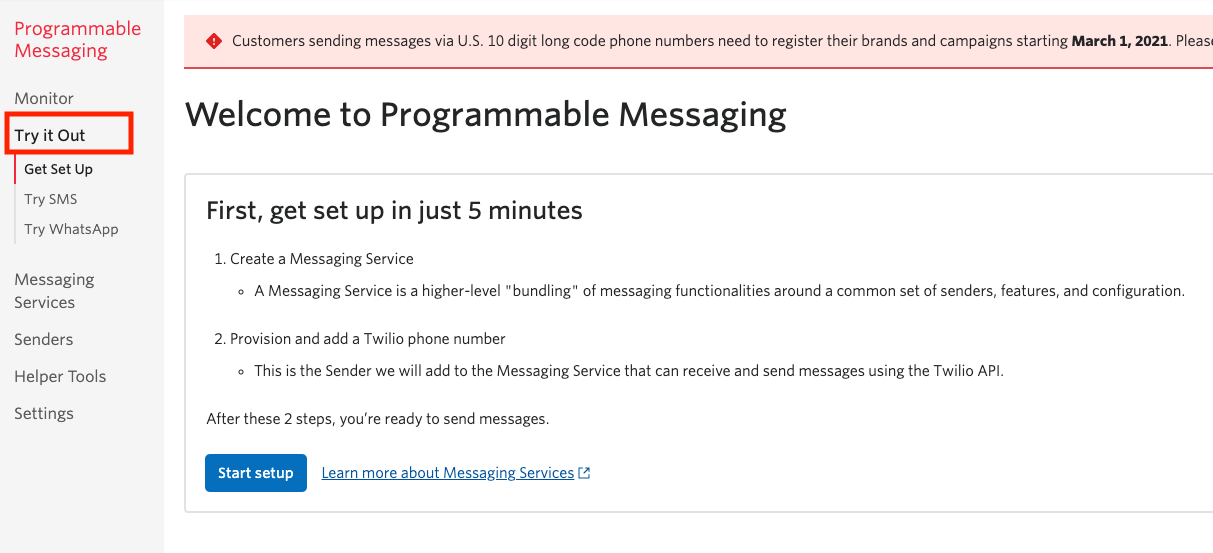 Programmable
Messaging
Monitor
Try it Out
Get Set Up
Try SMS
Try WhatsApp
Messaging
Services
Senders
Helper Tools
Settings
Customers sending messages via U.S. 10 digit long code phone numbers need to register their brands and campaigns starting March 1, 2021. Please
Welcome to Programmable Messaging
First, get set up in just 5 minutes
1. Create a Messaging Service
A Messaging Service is a higher-level "bundling" of messaging functionalities around a common set of senders, features, and configuration.
2. Provision and add a Twilio phone number
This is the Sender we will add to the Messaging Service that can receive and send messages using the Twilio API.
After these 2 steps, you’re ready to send messages.
Start setup
Learn more about Messaging Services